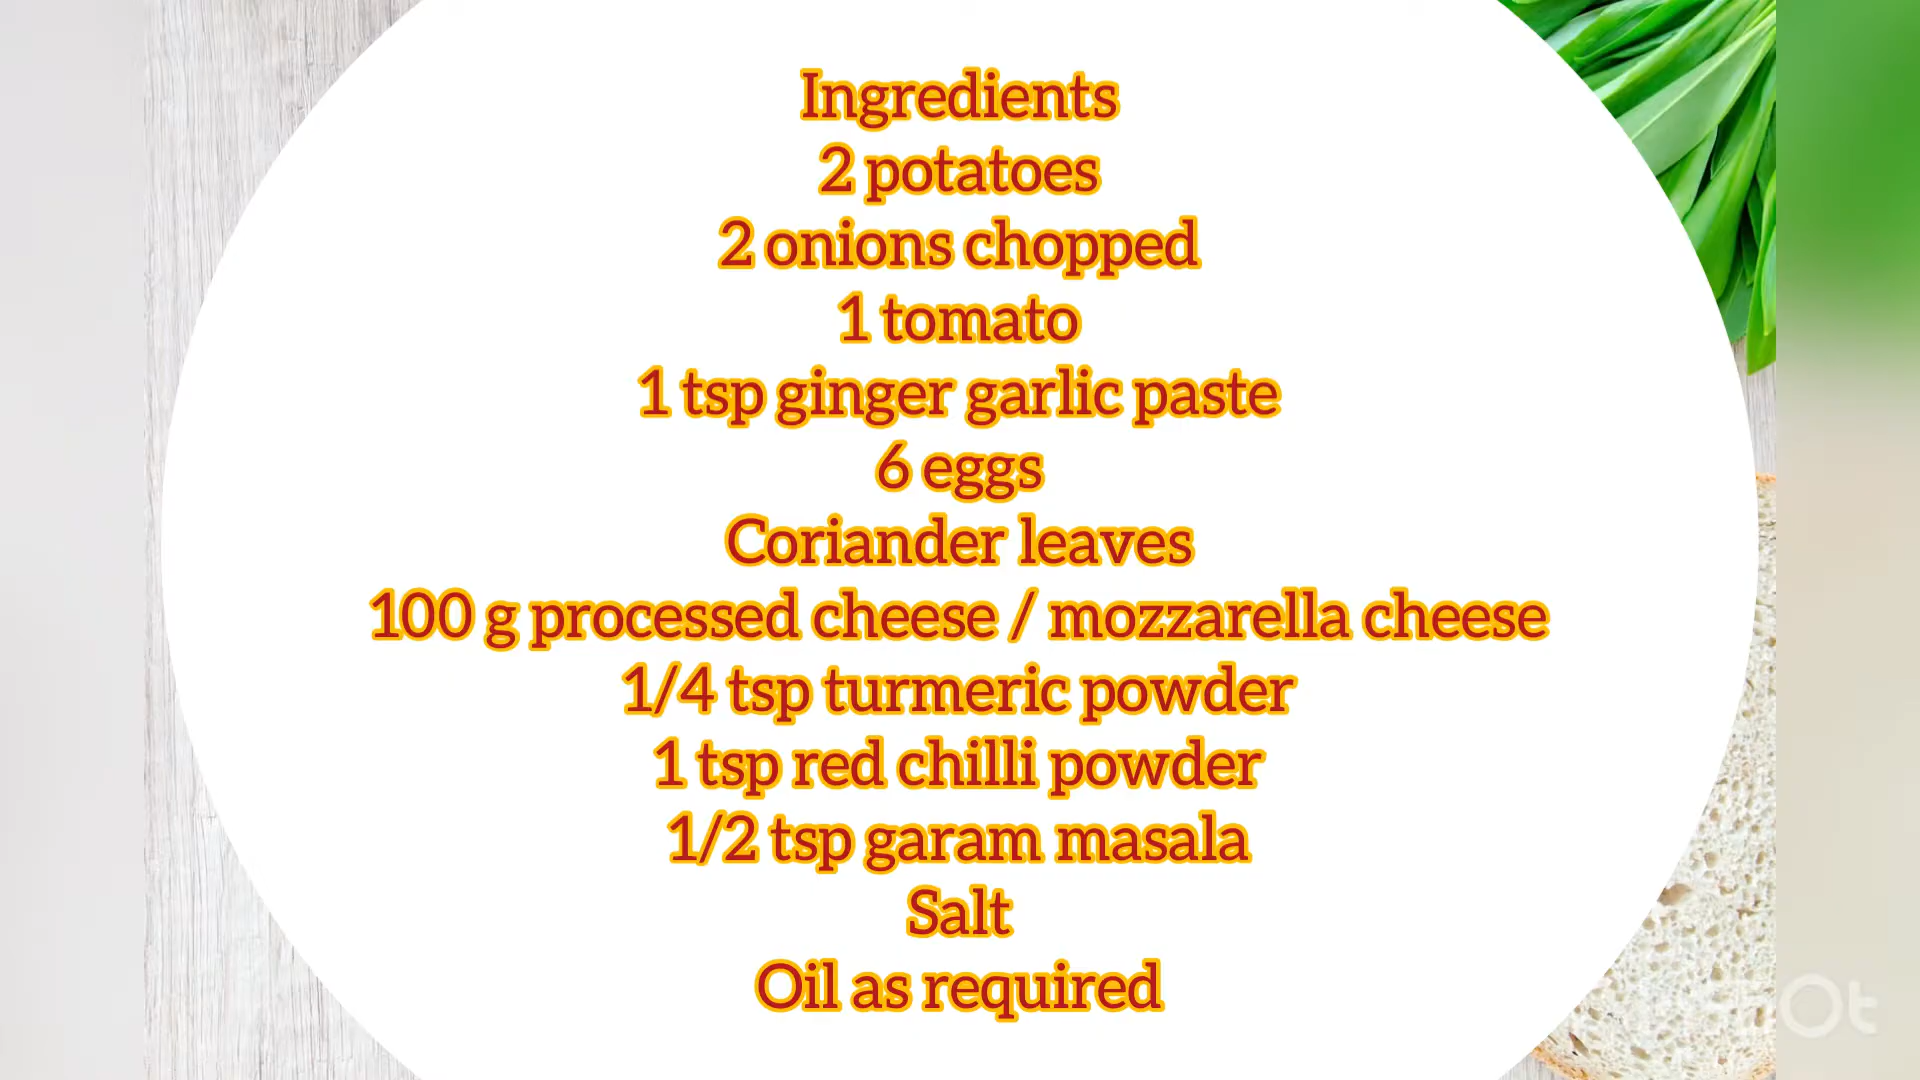 Ingredients
2 potatoes
2 onions chopped
1 tomato
1 tsp ginger garlic paste
6 eggs
Coriander leaves
100 g processed cheese / mozzarella cheese
1/4 tsp turmeric powder
1 tsp red chilli powder
1/2 tsp garam masala
Salt
Oil as required